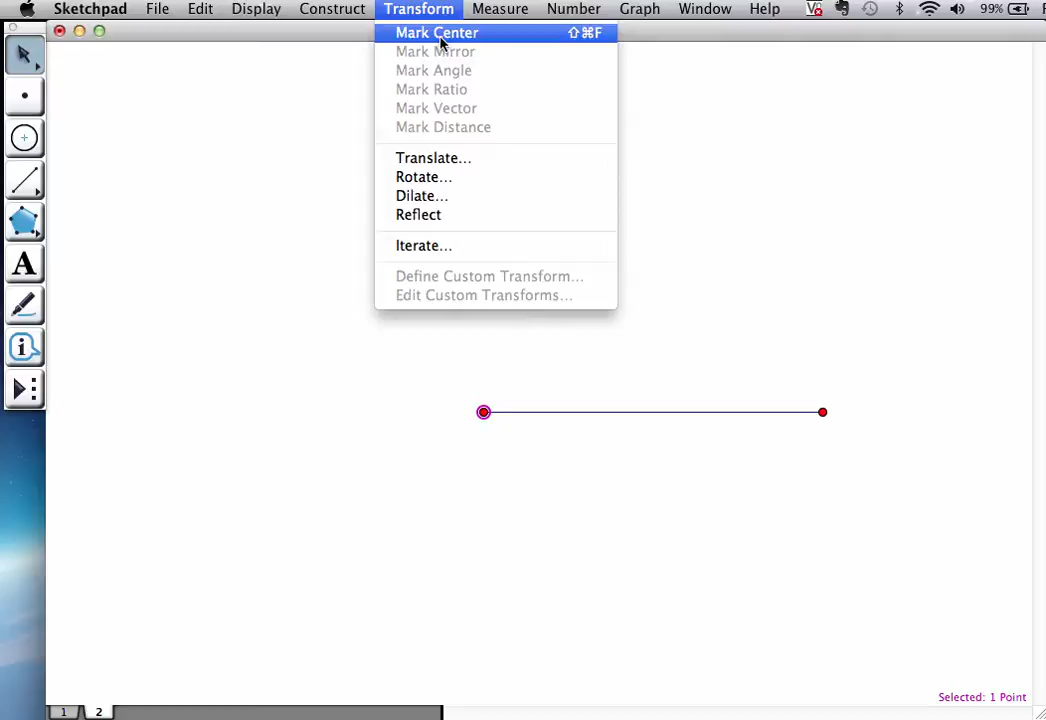 Sketchpad File Edit Display Construct Transform Measure Number Graph Window Help 99%
Mark Center ⇧⌘F
Mark Mirror
Mark Angle
Mark Ratio
Mark Vector
Mark Distance
Translate...
Rotate...
Dilate...
Reflect
Iterate...
Define Custom Transform...
Edit Custom Transforms...
A
i
Selected: 1 Point
1 2